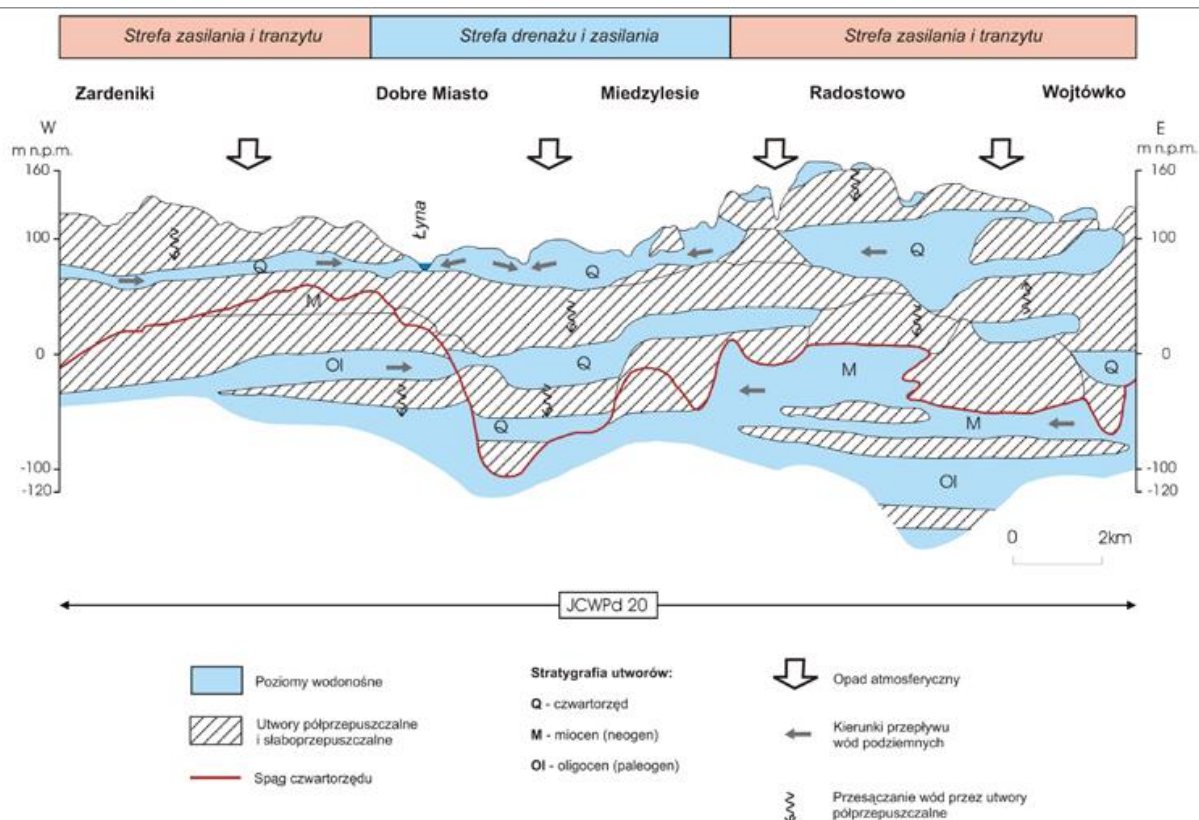 Strefa zasilania i tranzytu
Strefa drenażu i zasilania
Strefa zasilania i tranzytu
Zardeniki
Dobre Miasto
Miedzylesie
Radostowo
Wojtówko
W
m n.p.m.
E
m n.p.m.
160
160
Łyna
100
100
Q
Q
Q
M
0
0
Ol
Q
M
Q
Q
M
-100
-100
Ol
-120
-120
0
2km
JCWPd 20
Poziomy wodonośne
Utwory półprzepuszczalne
i słaboprzepuszczalne
Spąg czwartorzędu
Stratygrafia utworów:
Q - czwartorzęd
M - miocen (neogen)
Ol - oligocen (paleogen)
Opad atmosferyczny
Kierunki przepływu
wód podziemnych
Przesączanie wód przez utwory
półprzepuszczalne